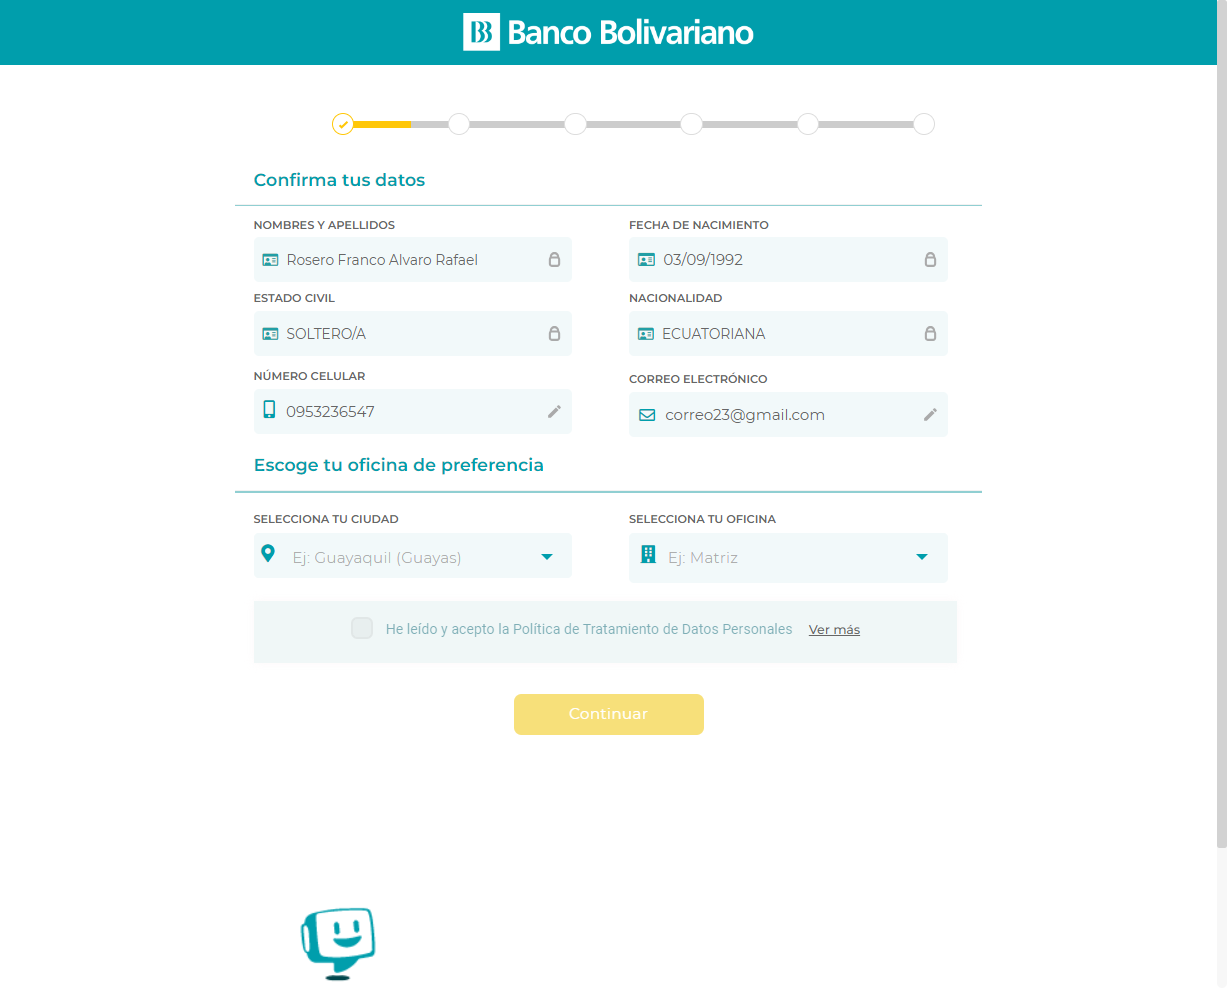 Banco Bolivariano
Confirma tus datos
NOMBRES Y APELLIDOS
Rosero Franco Alvaro Rafael
FECHA DE NACIMIENTO
03/09/1992
ESTADO CIVIL
SOLTERO/A
NACIONALIDAD
ECUATORIANA
NÚMERO CELULAR
0953236547
CORREO ELECTRÓNICO
correo23@gmail.com
Escoge tu oficina de preferencia
SELECCIONA TU CIUDAD
Ej: Guayaquil (Guayas)
SELECCIONA TU OFICINA
Ej: Matriz
He leído y acepto la Política de Tratamiento de Datos Personales Ver más
Continuar